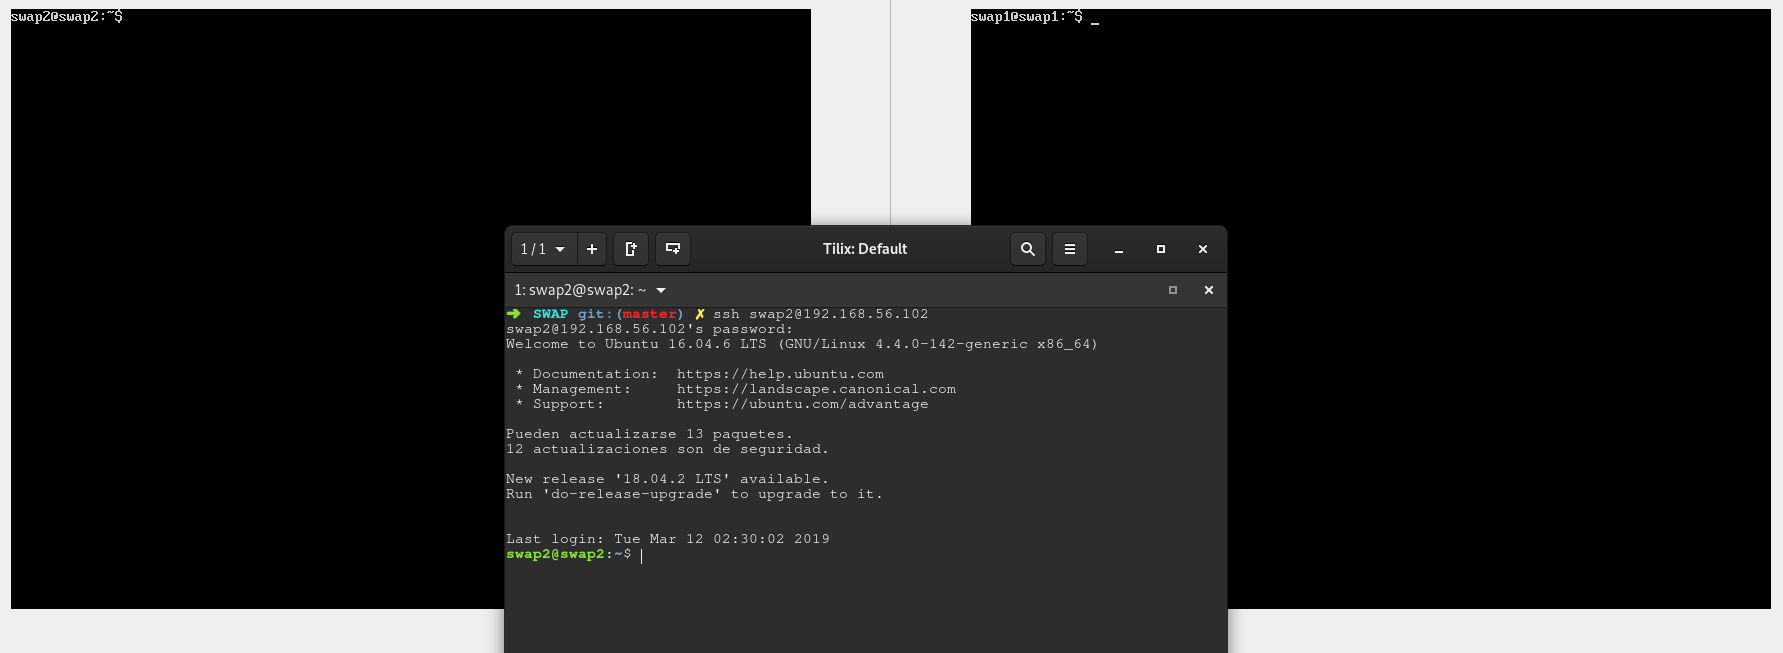 swap2@swap2:~$
swap1@swap1:~$ _
1 / 1
Tilix: Default
1: swap2@swap2: ~
➜  SWAP git:(master) ✗ ssh swap2@192.168.56.102
swap2@192.168.56.102's password:
Welcome to Ubuntu 16.04.6 LTS (GNU/Linux 4.4.0-142-generic x86_64)
* Documentation:  https://help.ubuntu.com
* Management:     https://landscape.canonical.com
* Support:        https://ubuntu.com/advantage
Pueden actualizarse 13 paquetes.
12 actualizaciones son de seguridad.
New release '18.04.2 LTS' available.
Run 'do-release-upgrade' to upgrade to it.
Last login: Tue Mar 12 02:30:02 2019
swap2@swap2:~$